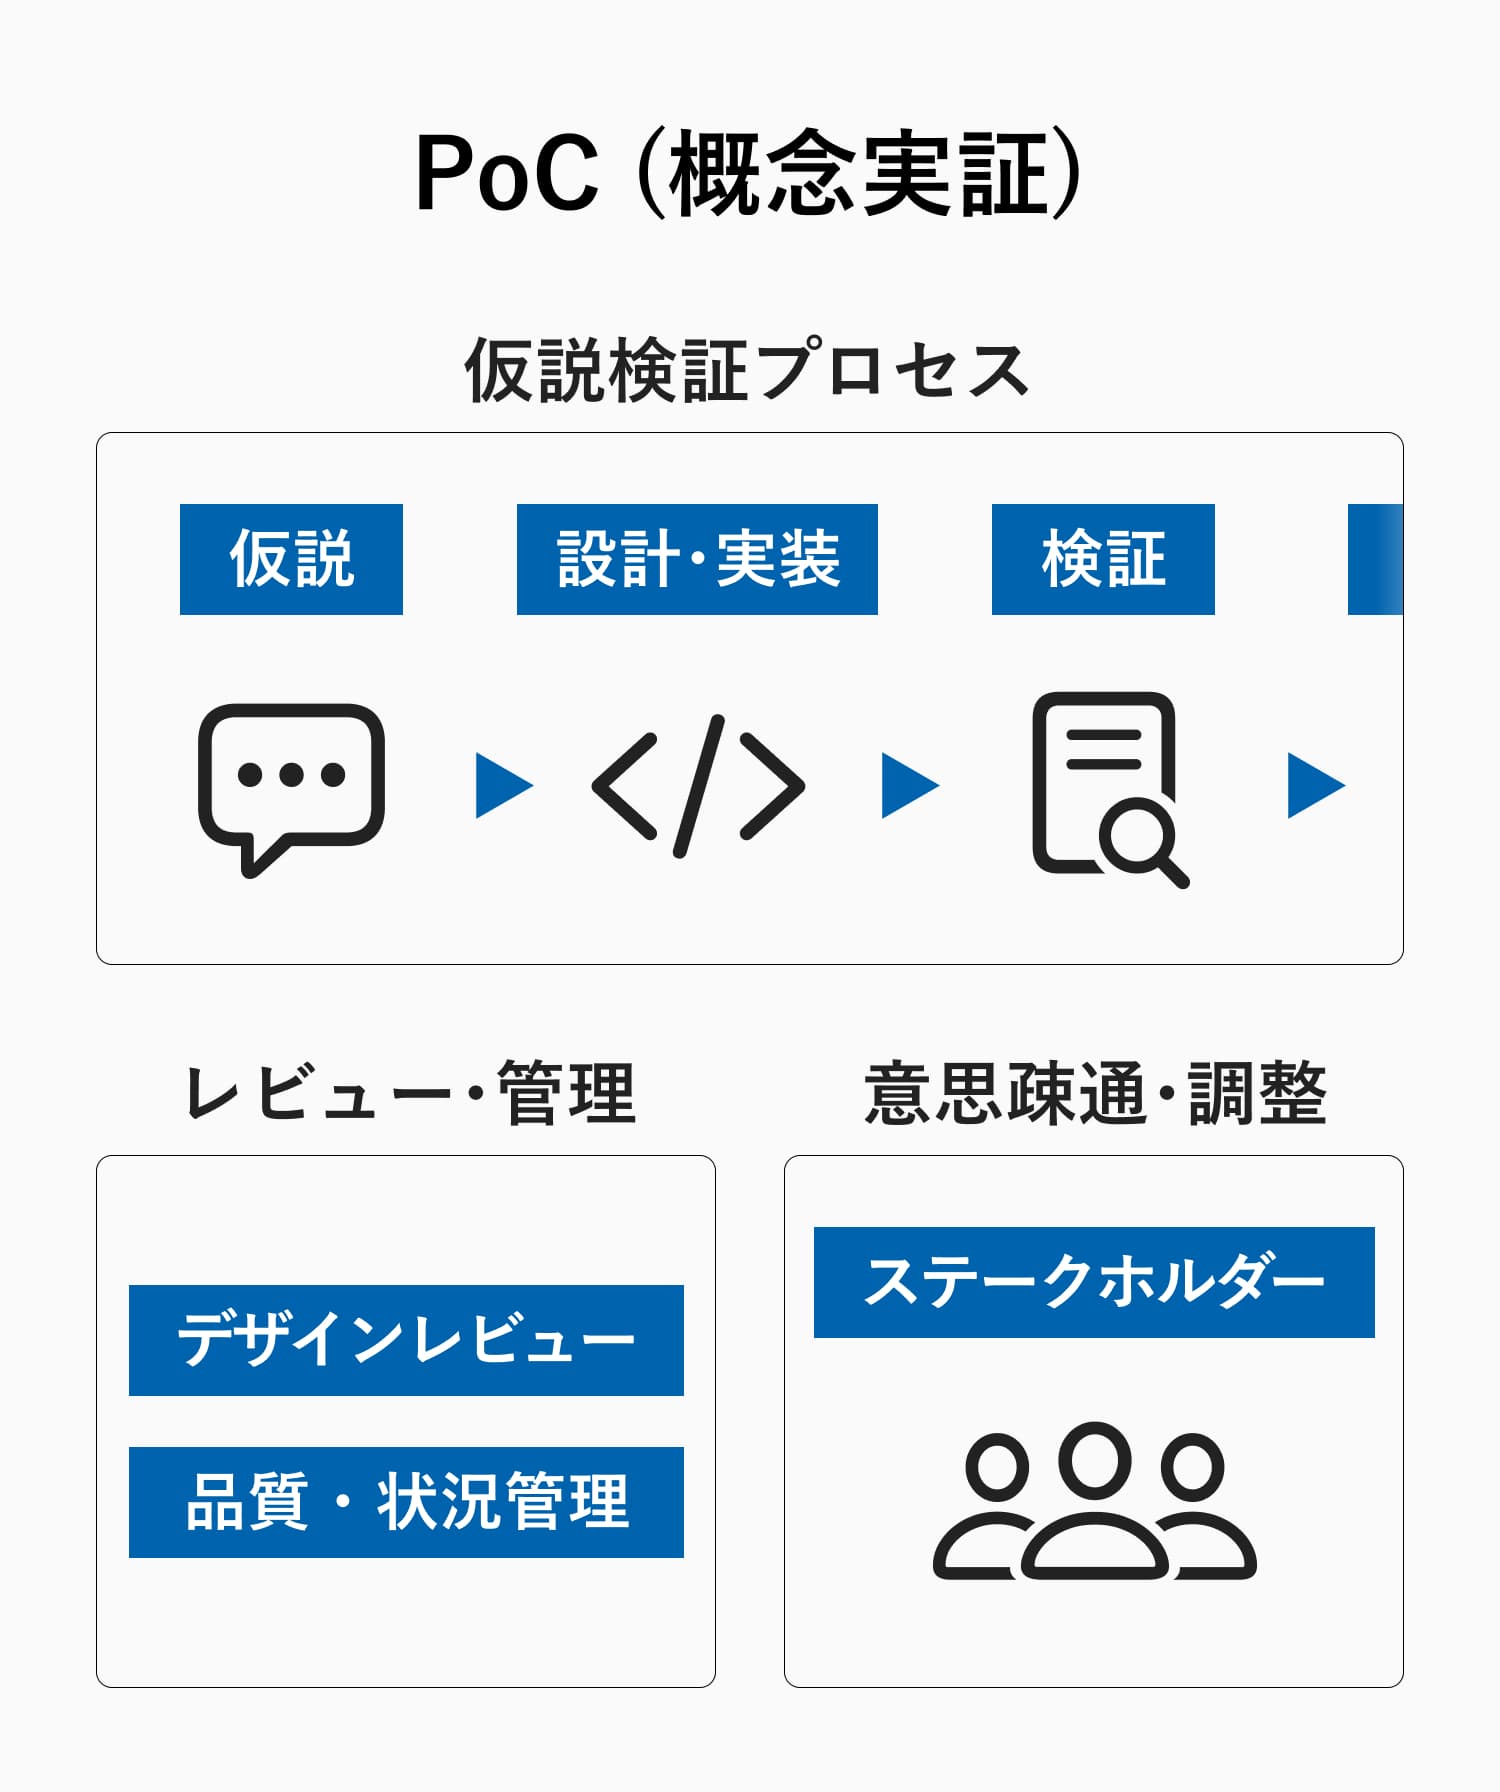 PoC（概念実証）
仮説検証プロセス
仮説
設計・実装
検証
レビュー・管理
意思疎通・調整
デザインレビュー
品質・状況管理
ステークホルダー